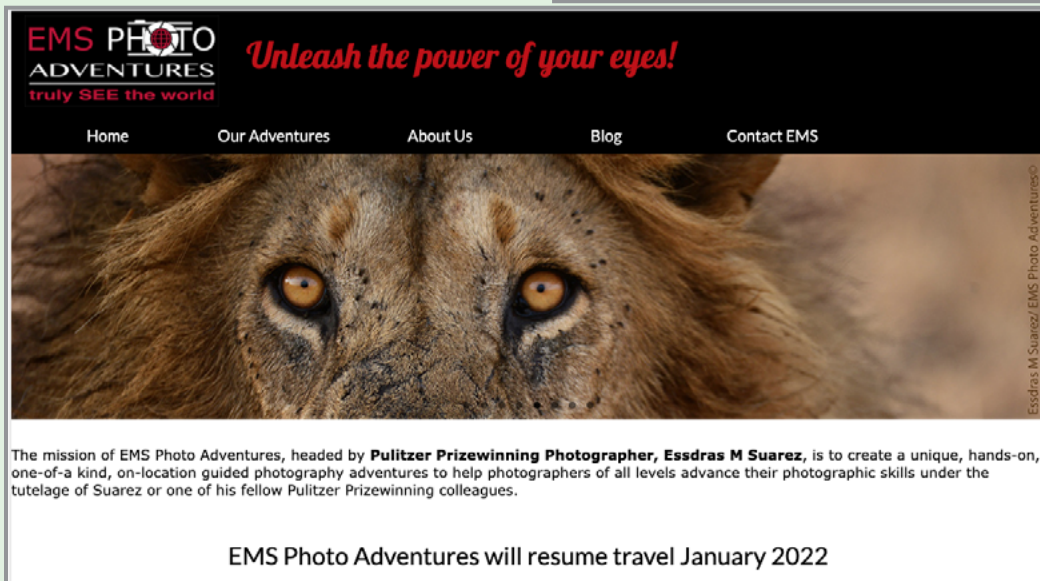 EMS PHOTO
ADVENTURES
truly SEE the world
Unleash the power of your eyes!
Home Our Adventures About Us Blog Contact EMS
Essdras M Suarez/ EMS Photo Adventures©
The mission of EMS Photo Adventures, headed by Pulitzer Prizewinning Photographer, Essdras M Suarez, is to create a unique, hands-on,
one-of-a kind, on-location guided photography adventures to help photographers of all levels advance their photographic skills under the
tutelage of Suarez or one of his fellow Pulitzer Prizewinning colleagues.
EMS Photo Adventures will resume travel January 2022